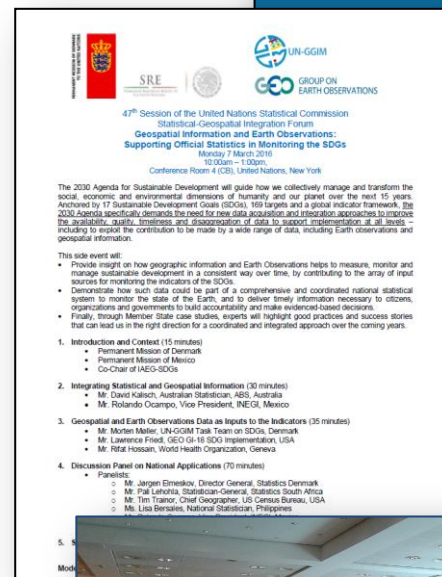 PERMANENT MISSION OF DENMARK
TO THE UNITED NATIONS
SRE
UN-GGIM
GEO GROUP ON
EARTH OBSERVATIONS
47th Session of the United Nations Statistical Commission
Statistical-Geospatial Integration Forum
Geospatial Information and Earth Observations:
Supporting Official Statistics in Monitoring the SDGs
Monday 7 March 2016
10:00am – 1:00pm,
Conference Room 4 (CB), United Nations, New York
The 2030 Agenda for Sustainable Development will guide how we collectively manage and transform the
social, economic and environmental dimensions of humanity and our planet over the next 15 years.
Anchored by 17 Sustainable Development Goals (SDGs), 169 targets and a global indicator framework, the
2030 Agenda specifically demands the need for new data acquisition and integration approaches to improve
the availability, quality, timeliness and disaggregation of data to support implementation at all levels –
including to exploit the contribution to be made by a wide range of data, including Earth observations and
geospatial information.
This side event will:
• Provide insight on how geographic information and Earth Observations helps to measure, monitor and
manage sustainable development in a consistent way over time, by contributing to the array of input
sources for monitoring the indicators of the SDGs.
• Demonstrate how such data could be part of a comprehensive and coordinated national statistical
system to monitor the state of the Earth, and to deliver timely information necessary to citizens,
organizations and governments to build accountability and make evidenced-based decisions.
• Finally, through Member State case studies, experts will highlight good practices and success stories
that can lead us in the right direction for a coordinated and integrated approach over the coming years.
1. Introduction and Context (15 minutes)
• Permanent Mission of Denmark
• Permanent Mission of Mexico
• Co-Chair of IAEG-SDGs
2. Integrating Statistical and Geospatial Information (30 minutes)
• Mr. David Kalisch, Australian Statistician, ABS, Australia
• Mr. Rolando Ocampo, Vice President, INEGI, Mexico
3. Geospatial and Earth Observations Data as Inputs to the Indicators (35 minutes)
• Mr. Morten Møller, UN-GGIM Task Team on SDGs, Denmark
• Mr. Lawrence Friedl, GEO GI-18 SDG Implementation, USA
• Mr. Rifat Hossain, World Health Organization, Geneva
4. Discussion Panel on National Applications (70 minutes)
• Panelists:
o Mr. Jørgen Elmeskov, Director General, Statistics Denmark
o Mr. Pali Lehohla, Statistician-General, Statistics South Africa
o Mr. Tim Trainor, Chief Geographer, US Census Bureau, USA
o Ms. Lisa Bersales, National Statistician, Philippines
5. S
Mode